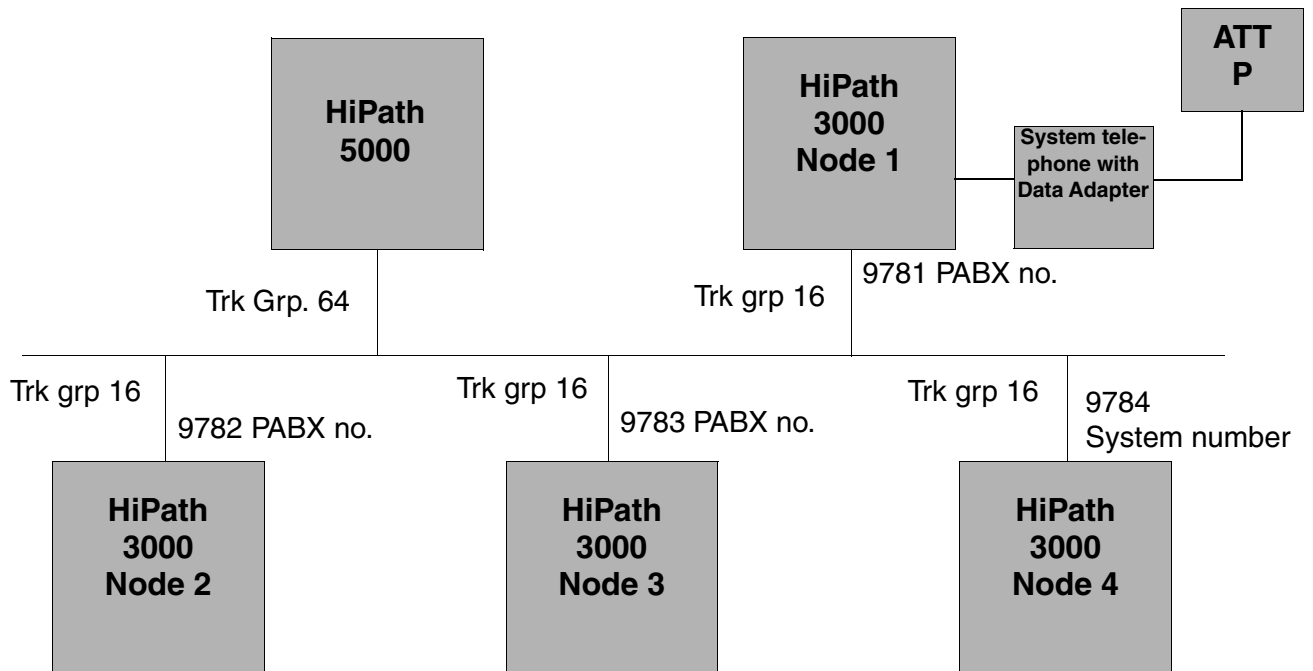 HiPath
5000
HiPath
3000
Node 1
ATT
P
System tele-
phone with
Data Adapter
Trk Grp. 64
Trk grp 16
9781 PABX no.
Trk grp 16
9782 PABX no.
Trk grp 16
9783 PABX no.
Trk grp 16
9784
System number
HiPath
3000
Node 2
HiPath
3000
Node 3
HiPath
3000
Node 4